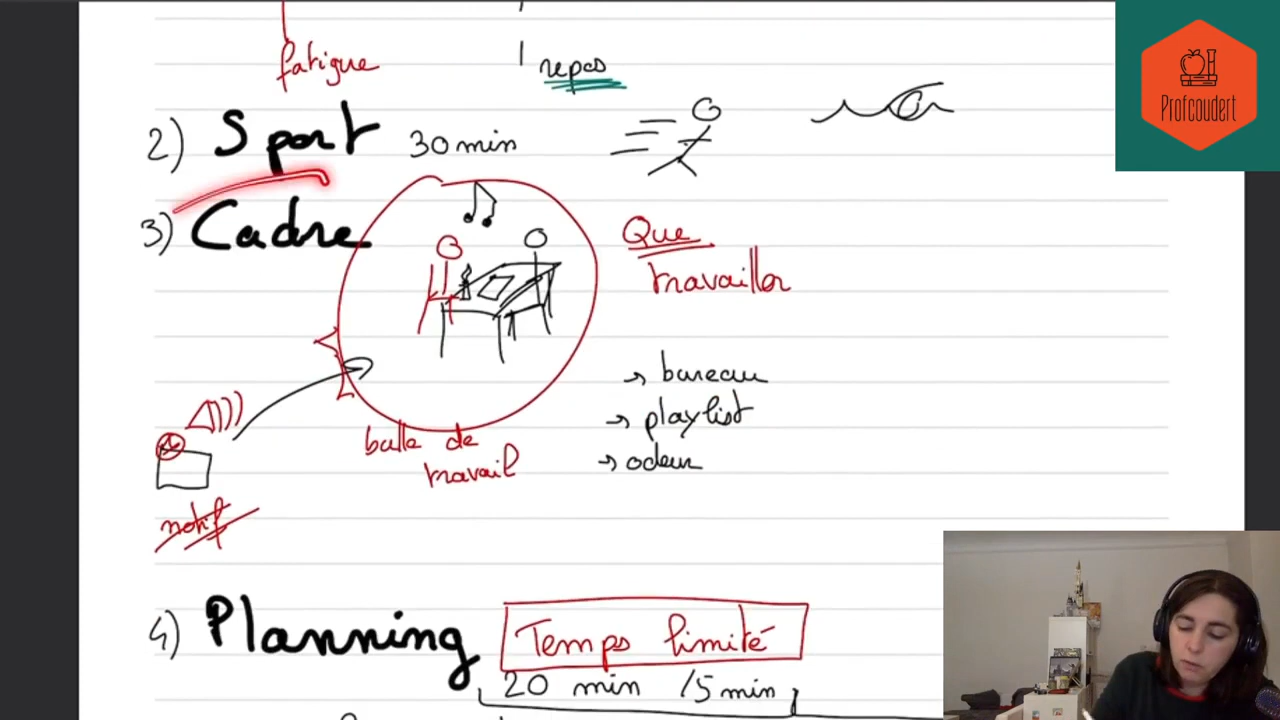 fatigue
repos
2) Sport 30 min
3) Cadre
Que
travailler
→ bureau
→ playlist
→ odeur
bulle de
travail
notif
4) Planning
Temps limité
20 min /5 min
Profcoudert